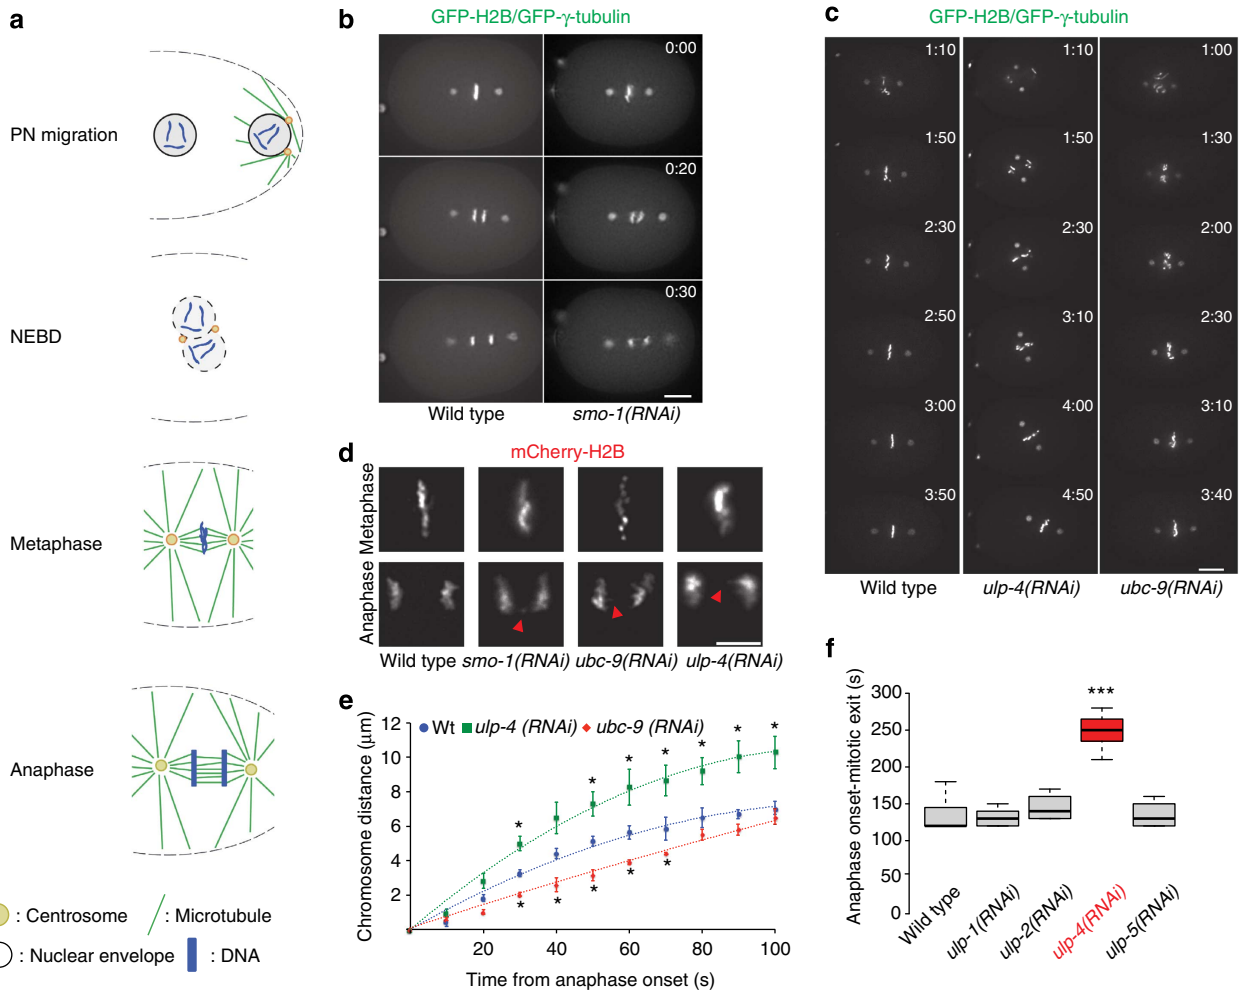 a
PN migration
NEBD
Metaphase
Anaphase
: Centrosome
: Microtubule
: Nuclear envelope
: DNA
b
GFP-H2B/GFP-γ-tubulin
0:00
0:20
0:30
Wild type
smo-1(RNAi)
c
GFP-H2B/GFP-γ-tubulin
1:10
1:10
1:00
1:50
1:50
1:30
2:30
2:30
2:00
2:50
3:10
2:30
3:00
4:00
3:10
3:50
4:50
3:40
Wild type
ulp-4(RNAi)
ubc-9(RNAi)
d
mCherry-H2B
Metaphase
Anaphase
Wild type
smo-1(RNAi)
ubc-9(RNAi)
ulp-4(RNAi)
e
Chromosome distance (μm)
12
10
8
6
4
2
Wt
ulp-4 (RNAi)
ubc-9 (RNAi)
* * * * * * *
* * * * *
20
40
60
80
100
Time from anaphase onset (s)
f
Anaphase onset-mitotic exit (s)
300
250
200
150
100
50
0
***
Wild type
ulp-1(RNAi)
ulp-2(RNAi)
ulp-4(RNAi)
ulp-5(RNAi)